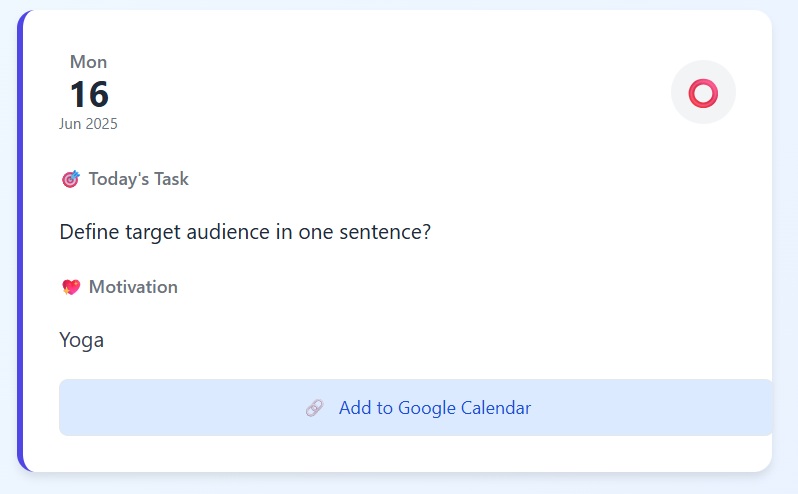 Mon
16
Jun 2025
Today's Task
Define target audience in one sentence?
Motivation
Yoga
Add to Google Calendar